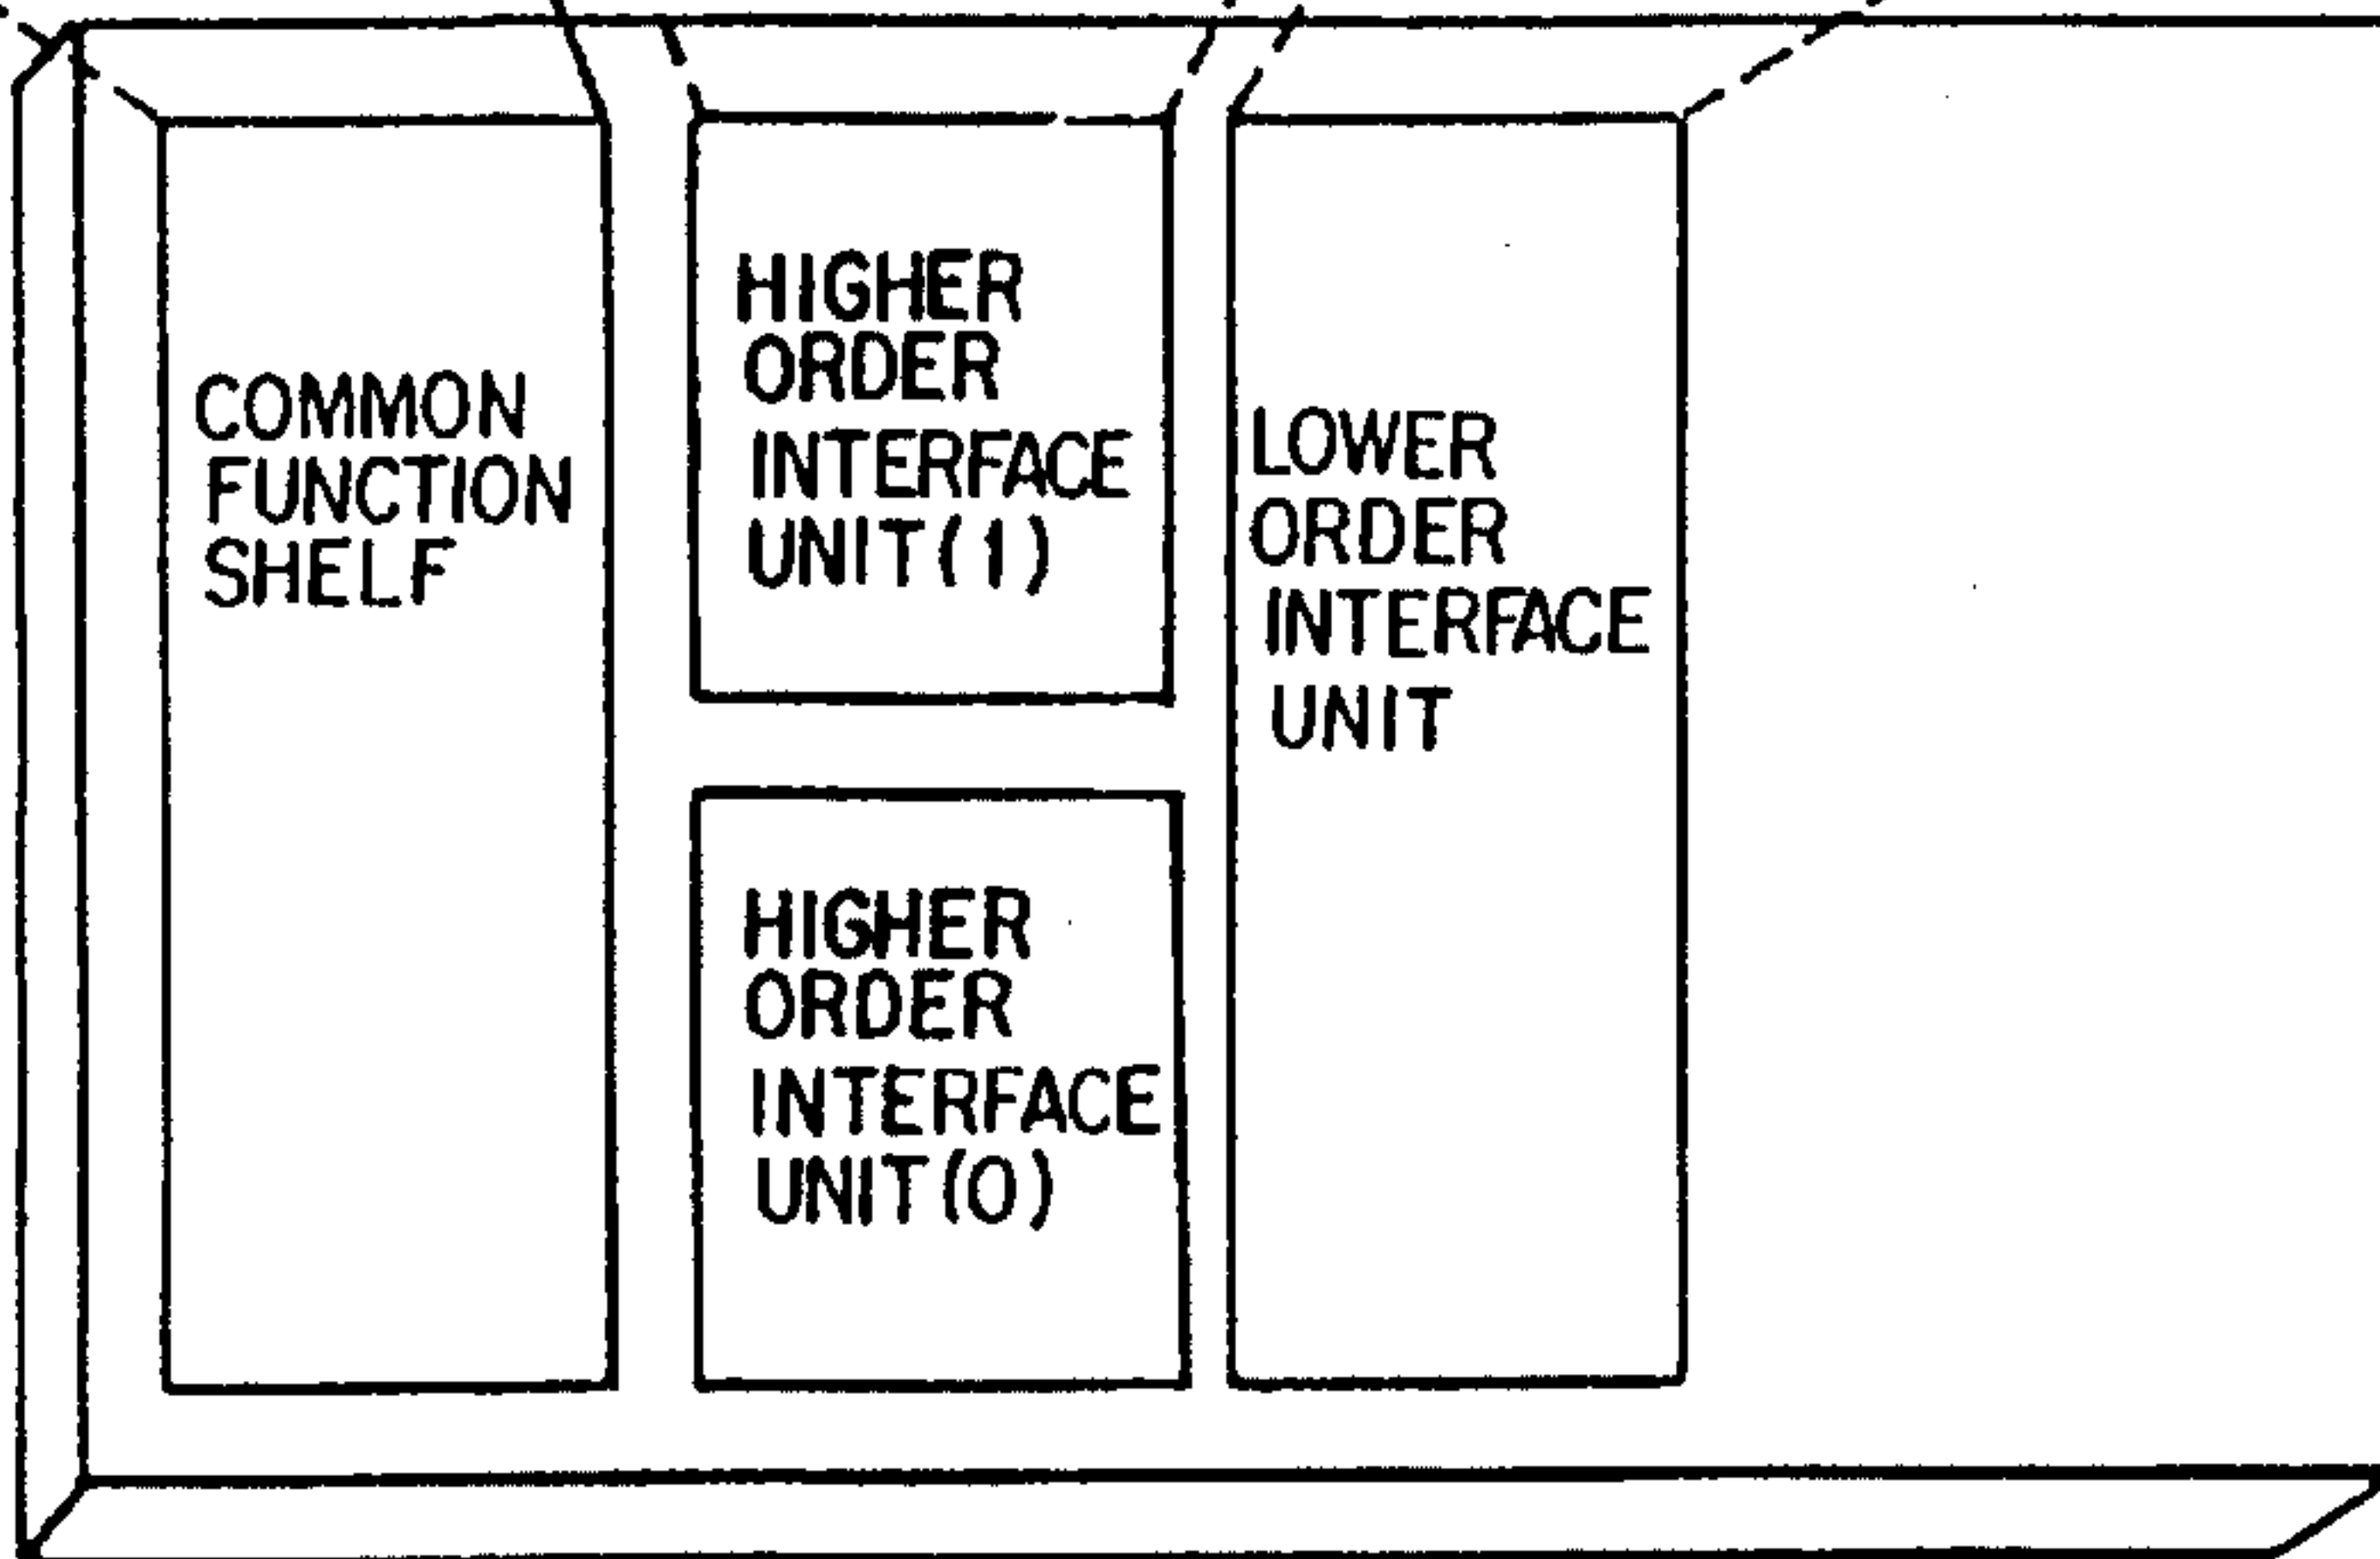 COMMON
FUNCTION
SHELF
HIGHER
ORDER
INTERFACE
UNIT(1)
HIGHER
ORDER
INTERFACE
UNIT(0)
LOWER
ORDER
INTERFACE
UNIT